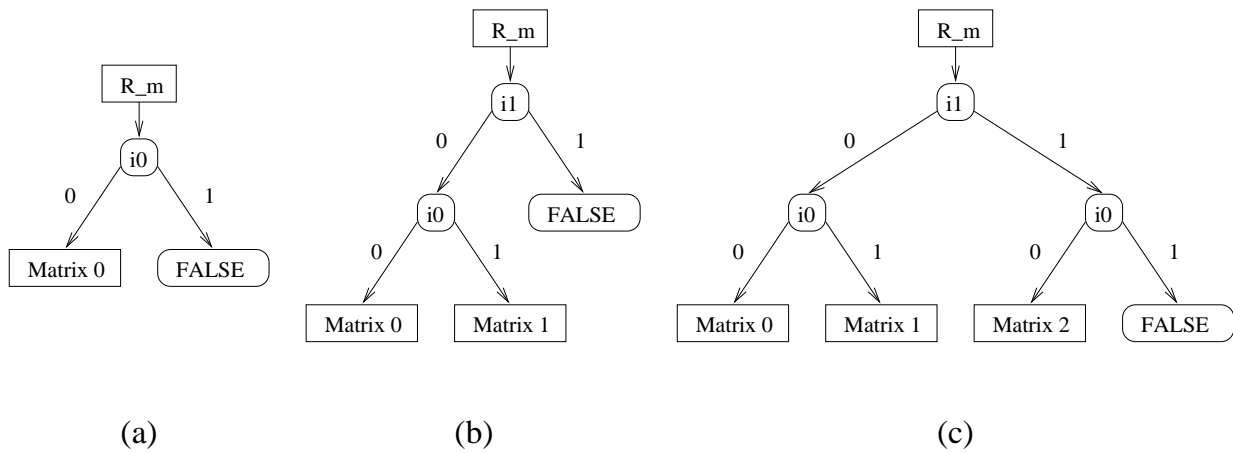 R_m
i0
0
1
Matrix 0
FALSE
(a)
R_m
i1
0
1
i0
FALSE
0
1
Matrix 0
Matrix 1
(b)
R_m
i1
0
1
i0
i0
0
1
0
1
Matrix 0
Matrix 1
Matrix 2
FALSE
(c)